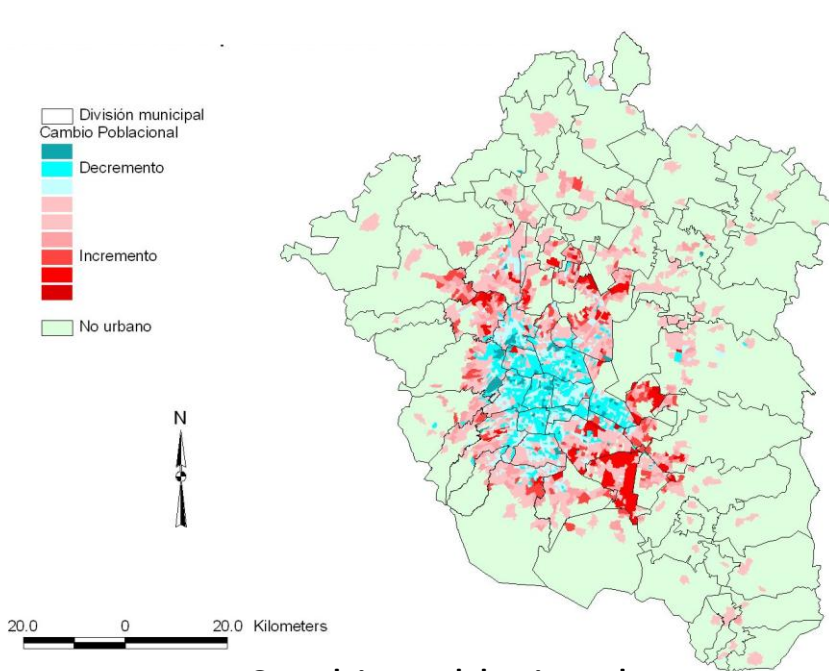 División municipal
Cambio Poblacional
Decremento
Incremento
No urbano
N
20.0 0 20.0 Kilometers